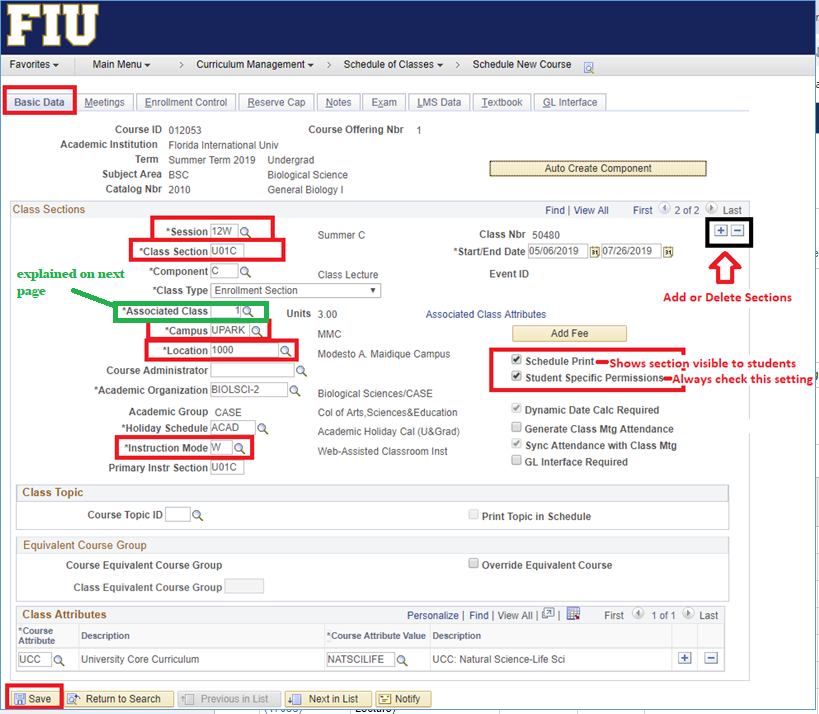 FIU
Favorites Main Menu > Curriculum Management > Schedule of Classes > Schedule New Course
Basic Data Meetings Enrollment Control Reserve Cap Notes Exam LMS Data Textbook GL Interface
Course ID 012053 Course Offering Nbr 1
Academic Institution Florida International Univ
Term Summer Term 2019 Undergrad
Subject Area BSC Biological Science Auto Create Component
Catalog Nbr 2010 General Biology I
Class Sections Find | View All First 2 of 2 Last
*Session 12W Summer C Class Nbr 50480
*Class Section U01C *Start/End Date 05/06/2019 07/26/2019
*Component C Class Lecture Event ID
explained on next page
*Class Type Enrollment Section
Add or Delete Sections
*Associated Class 1 Units 3.00 Associated Class Attributes
*Campus UPARK MMC Add Fee
*Location 1000 Modesto A. Maidique Campus
Schedule Print Shows section visible to students
Course Administrator
Student Specific Permissions Always check this setting
*Academic Organization BIOLSCI-2 Biological Sciences/CASE
Academic Group CASE Col of Arts,Sciences&Education Dynamic Date Calc Required
*Holiday Schedule ACAD Academic Holiday Cal (U&Grad) Generate Class Mtg Attendance
*Instruction Mode W Web-Assisted Classroom Inst Sync Attendance with Class Mtg
Primary Instr Section U01C GL Interface Required
Class Topic
Course Topic ID Print Topic in Schedule
Equivalent Course Group
Course Equivalent Course Group Override Equivalent Course
Class Equivalent Course Group
Class Attributes Personalize | Find | View All | | First 1 of 1 Last
*Course Attribute Description *Course Attribute Value Description
UCC University Core Curriculum NATSCILIFE UCC: Natural Science-Life Sci
Save Return to Search Previous in List Next in List Notify